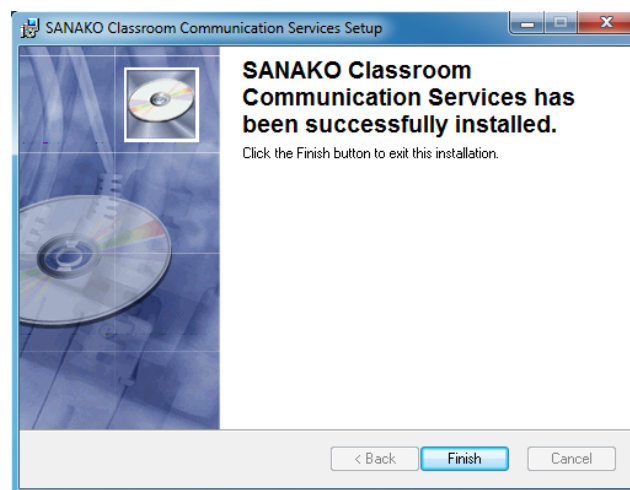 SANAKO Classroom Communication Services Setup
SANAKO Classroom
Communication Services has
been successfully installed.
Click the Finish button to exit this installation.
< Back Finish Cancel